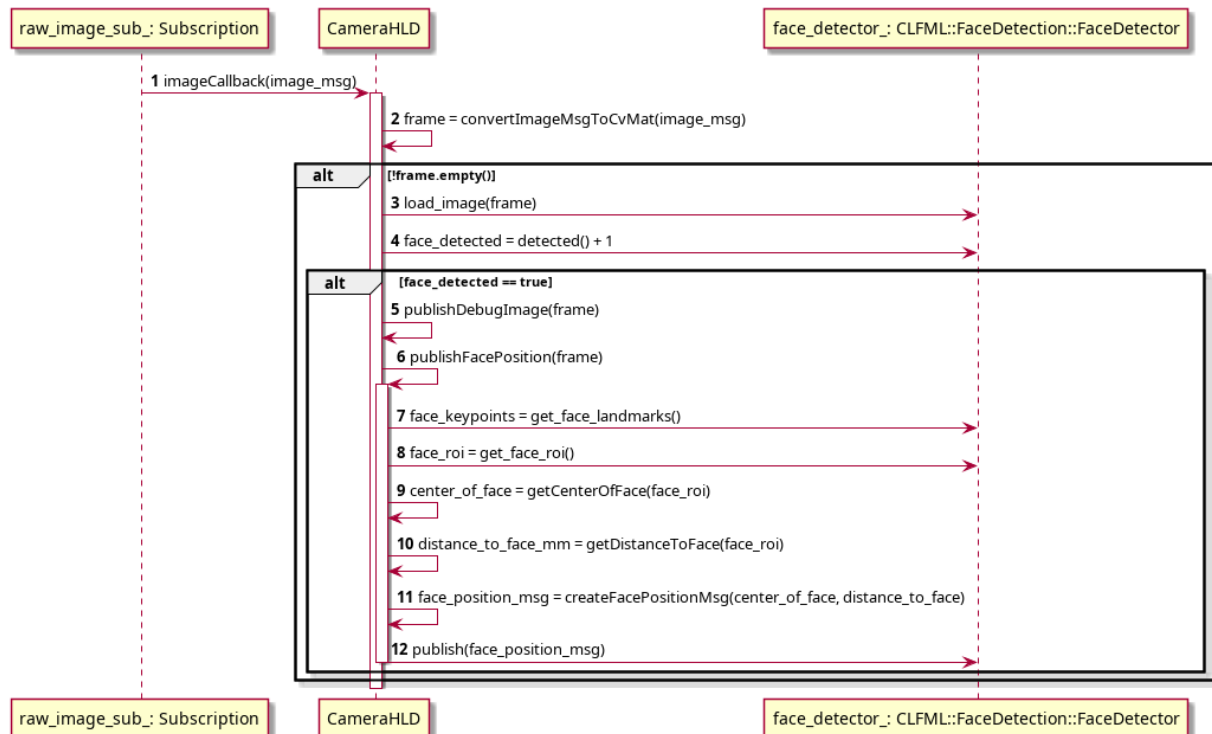 raw_image_sub_: Subscription
CameraHLD
face_detector_: CLFML::FaceDetection::FaceDetector
1 imageCallback(image_msg)
2 frame = convertImageMsgToCvMat(image_msg)
alt [!frame.empty()]
3 load_image(frame)
4 face_detected = detected() + 1
alt [face_detected == true]
5 publishDebugImage(frame)
6 publishFacePosition(frame)
7 face_keypoints = get_face_landmarks()
8 face_roi = get_face_roi()
9 center_of_face = getCenterOfFace(face_roi)
10 distance_to_face_mm = getDistanceToFace(face_roi)
11 face_position_msg = createFacePositionMsg(center_of_face, distance_to_face)
12 publish(face_position_msg)
raw_image_sub_: Subscription
CameraHLD
face_detector_: CLFML::FaceDetection::FaceDetector